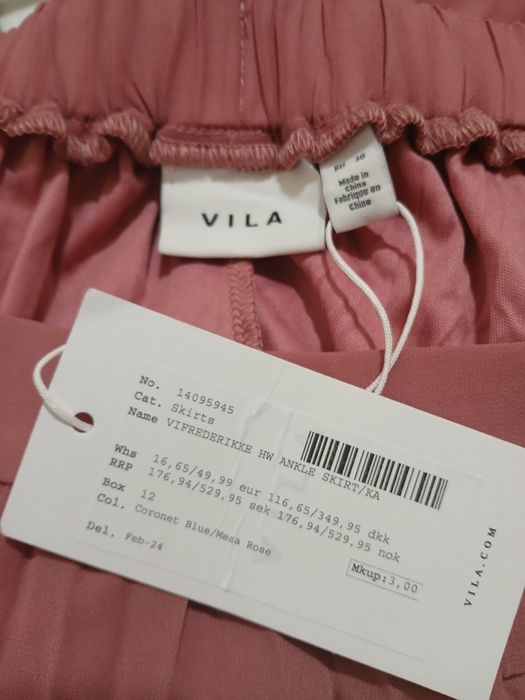 VILA
EU 36
Made in
China
Fabriqué en
Chine
No. 14095945
Cat. Skirts
Name VIFREDERIKKE HW ANKLE SKIRT/KA
Whs 16,65/49,99 eur 116,65/349,95 dkk
RRP 176,94/529,95 sek 176,94/529,95 nok
Box 12
Col. Coronet Blue/Mesa Rose
Del. Feb-24
Mkup:3,00
VILA.COM